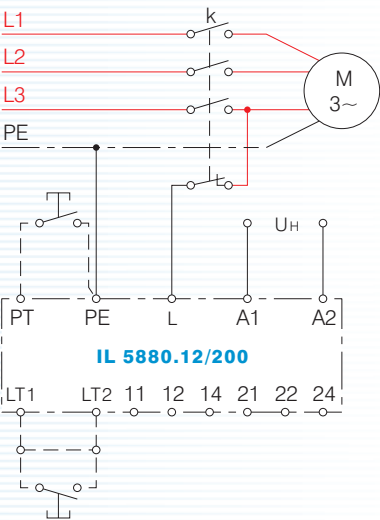 L1
k
L2
L3
M
3~
PE
UH
PT PE L A1 A2
IL 5880.12/200
LT1 LT2 11 12 14 21 22 24